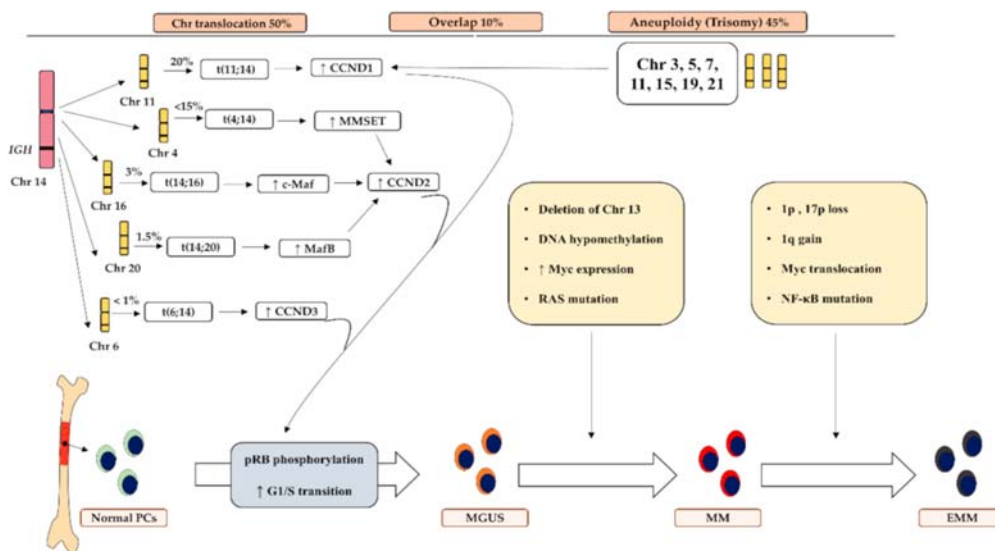 Chr translocation 50%
Overlap 10%
Aneuploidy (Trisomy) 45%
IGH
Chr 14
Chr 11
20%
t(11;14)
↑ CCND1
Chr 3, 5, 7,
11, 15, 19, 21
Chr 4
<15%
t(4;14)
↑ MMSET
Chr 16
3%
t(14;16)
↑ c-Maf
↑ CCND2
Chr 20
1.5%
t(14;20)
↑ MafB
Chr 6
< 1%
t(6;14)
↑ CCND3
• Deletion of Chr 13
• DNA hypomethylation
• ↑ Myc expression
• RAS mutation
• 1p , 17p loss
• 1q gain
• Myc translocation
• NF-κB mutation
Normal PCs
pRB phosphorylation
↑ G1/S transition
MGUS
MM
EMM